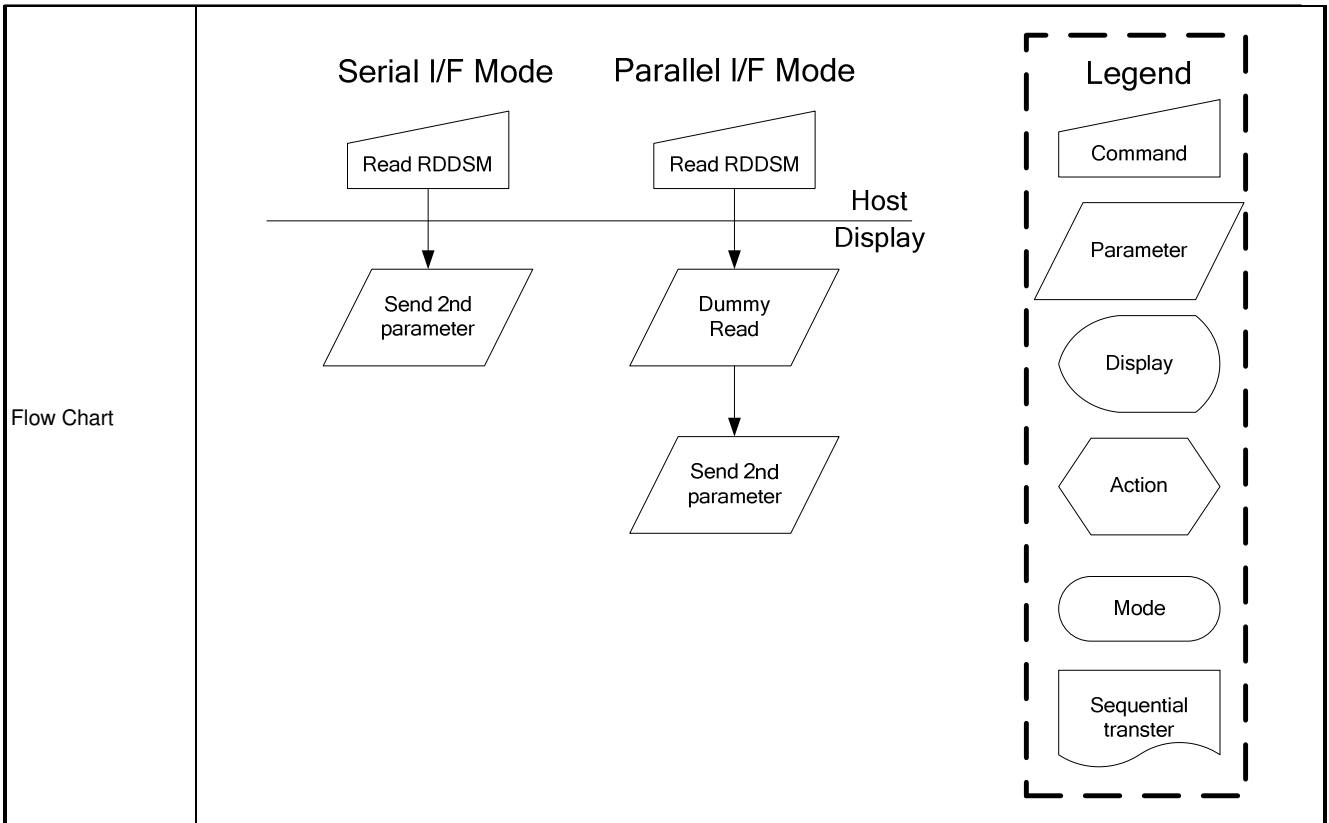 Flow Chart
Serial I/F Mode
Read RDDSM
Send 2nd
parameter
Parallel I/F Mode
Read RDDSM
Host
Display
Dummy
Read
Send 2nd
parameter
Legend
Command
Parameter
Display
Action
Mode
Sequential
transter